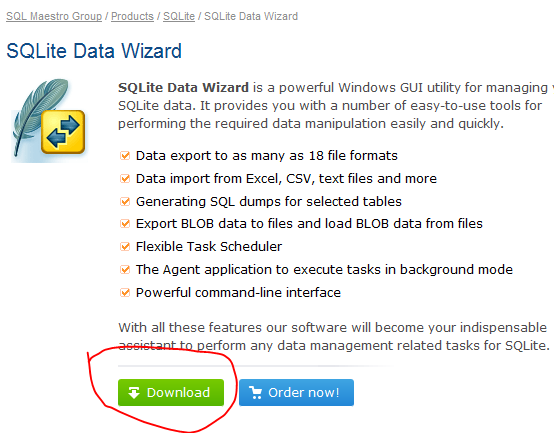 SQL Maestro Group / Products / SQLite / SQLite Data Wizard
SQLite Data Wizard
SQLite Data Wizard is a powerful Windows GUI utility for managing
SQLite data. It provides you with a number of easy-to-use tools for
performing the required data manipulation easily and quickly.
Data export to as many as 18 file formats
Data import from Excel, CSV, text files and more
Generating SQL dumps for selected tables
Export BLOB data to files and load BLOB data from files
Flexible Task Scheduler
The Agent application to execute tasks in background mode
Powerful command-line interface
With all these features our software will become your indispensable
assistant to perform any data management related tasks for SQLite.
Download
Order now!